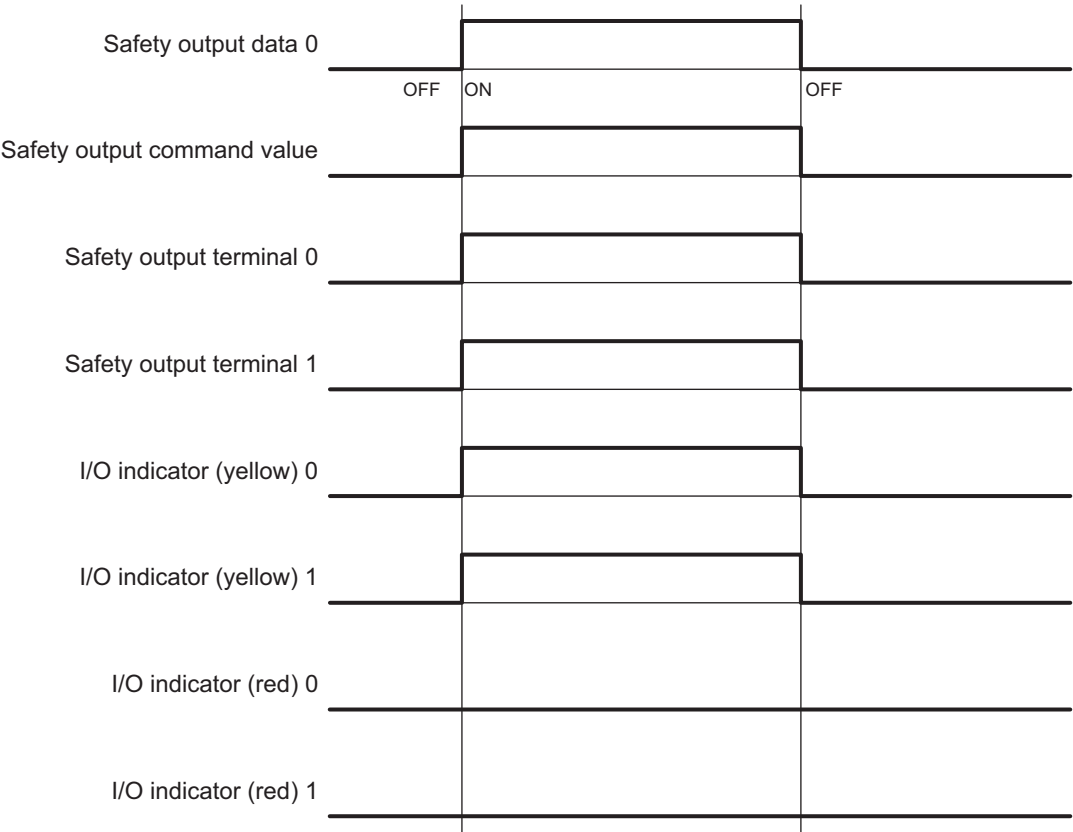 Safety output data 0
OFF ON OFF
Safety output command value
Safety output terminal 0
Safety output terminal 1
I/O indicator (yellow) 0
I/O indicator (yellow) 1
I/O indicator (red) 0
I/O indicator (red) 1